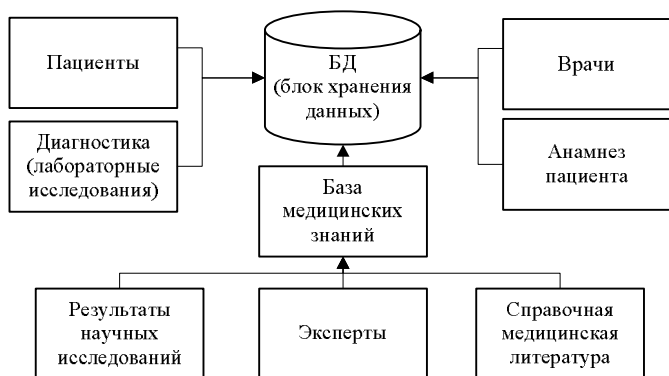 Пациенты
БД
(блок хранения
данных)
Врачи
Диагностика
(лабораторные
исследования)
Анамнез
пациента
База
медицинских
знаний
Результаты
научных
исследований
Эксперты
Справочная
медицинская
литература